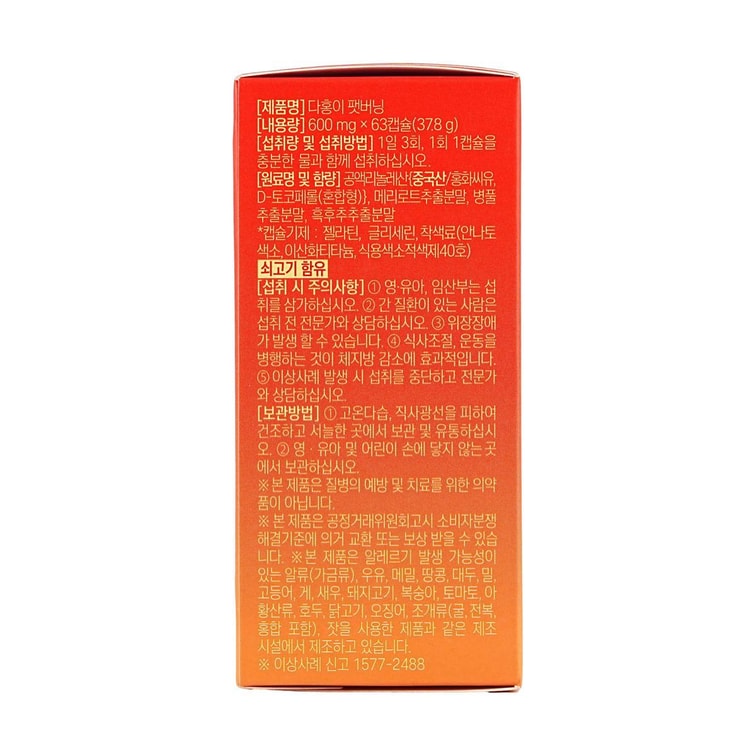 [제품명] 다홍이 팻버닝
[내용량] 600 mg × 63캡슐(37.8 g)
[섭취량 및 섭취방법] 1일 3회, 1회 1캡슐을
충분한 물과 함께 섭취하십시오.
[원료명 및 함량] 공액리놀레산{중국산/홍화씨유,
D-토코페롤(혼합형)}, 메리로트추출분말, 병풀
추출분말, 흑후추추출분말
*캡슐기제 : 젤라틴, 글리세린, 착색료(안나토
색소, 이산화티타늄, 식용색소적색제40호)
쇠고기 함유
[섭취 시 주의사항] ① 영·유아, 임산부는 섭
취를 삼가하십시오. ② 간 질환이 있는 사람은
섭취 전 전문가와 상담하십시오. ③ 위장장애
가 발생 할 수 있습니다. ④ 식사조절, 운동을
병행하는 것이 체지방 감소에 효과적입니다.
⑤ 이상사례 발생 시 섭취를 중단하고 전문가
와 상담하십시오.
[보관방법] ① 고온다습, 직사광선을 피하여
건조하고 서늘한 곳에서 보관 및 유통하십시
오. ② 영·유아 및 어린이 손에 닿지 않는 곳
에서 보관하십시오.
※ 본 제품은 질병의 예방 및 치료를 위한 의약
품이 아닙니다.
※ 본 제품은 공정거래위원회고시 소비자분쟁
해결기준에 의거 교환 또는 보상 받을 수 있습
니다. ※본 제품은 알레르기 발생 가능성이
있는 알류(가금류), 우유, 메밀, 땅콩, 대두, 밀,
고등어, 게, 새우, 돼지고기, 복숭아, 토마토, 아
황산류, 호두, 닭고기, 오징어, 조개류(굴, 전복,
홍합 포함), 잣을 사용한 제품과 같은 제조
시설에서 제조하고 있습니다.
※ 이상사례 신고 1577-2488